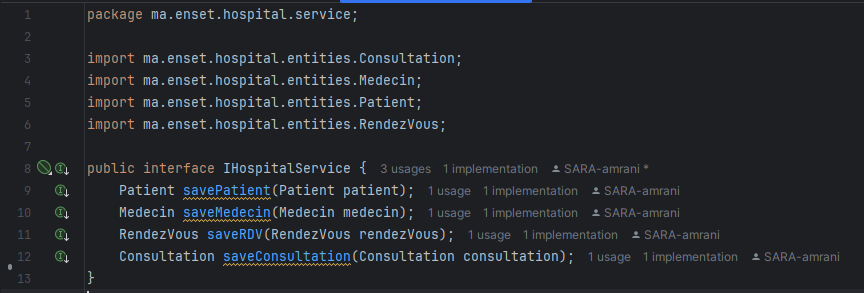 1 package ma.enset.hospital.service;
2
3 import ma.enset.hospital.entities.Consultation;
4 import ma.enset.hospital.entities.Medecin;
5 import ma.enset.hospital.entities.Patient;
6 import ma.enset.hospital.entities.RendezVous;
7
8 public interface IHospitalService { 3 usages 1 implementation SARA-amrani *
9 Patient savePatient(Patient patient); 1 usage 1 implementation SARA-amrani
10 Medecin saveMedecin(Medecin medecin); 1 usage 1 implementation SARA-amrani
11 RendezVous saveRDV(RendezVous rendezVous); 1 usage 1 implementation SARA-amrani
12 Consultation saveConsultation(Consultation consultation); 1 usage 1 implementation SARA-amrani
13 }